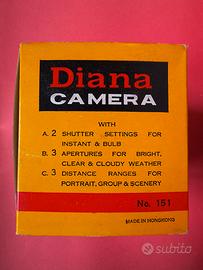 Diana
CAMERA
WITH
A. 2 SHUTTER SETTINGS FOR
INSTANT & BULB
B. 3 APERTURES FOR BRIGHT,
CLEAR & CLOUDY WEATHER
C. 3 DISTANCE RANGES FOR
PORTRAIT, GROUP & SCENERY
No. 151
MADE IN HONGKONG
subito